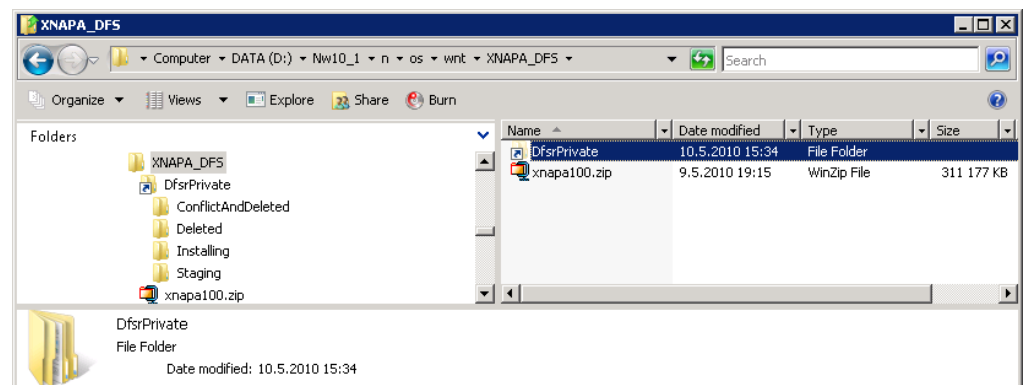 XNAPA_DFS
Computer DATA (D:) Nw10_1 n os wnt XNAPA_DFS Search
Organize Views Explore Share Burn
Folders
Name Date modified Type Size
XNAPA_DFS
DfsrPrivate
ConflictAndDeleted
Deleted
Installing
Staging
xnapa100.zip
DfsrPrivate 10.5.2010 15:34 File Folder
xnapa100.zip 9.5.2010 19:15 WinZip File 311 177 KB
DfsrPrivate
File Folder
Date modified: 10.5.2010 15:34